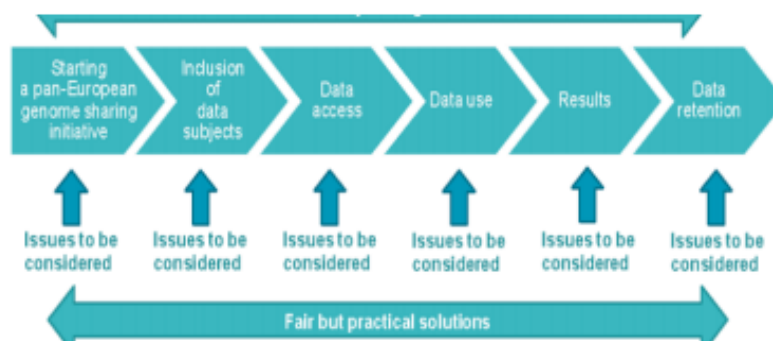 Starting
a pan-European
genome sharing
initiative
Inclusion
of
data
subjects
Data
access
Data use
Results
Data
retention
Issues to be
considered
Issues to be
considered
Issues to be
considered
Issues to be
considered
Issues to be
considered
Issues to be
considered
Fair but practical solutions